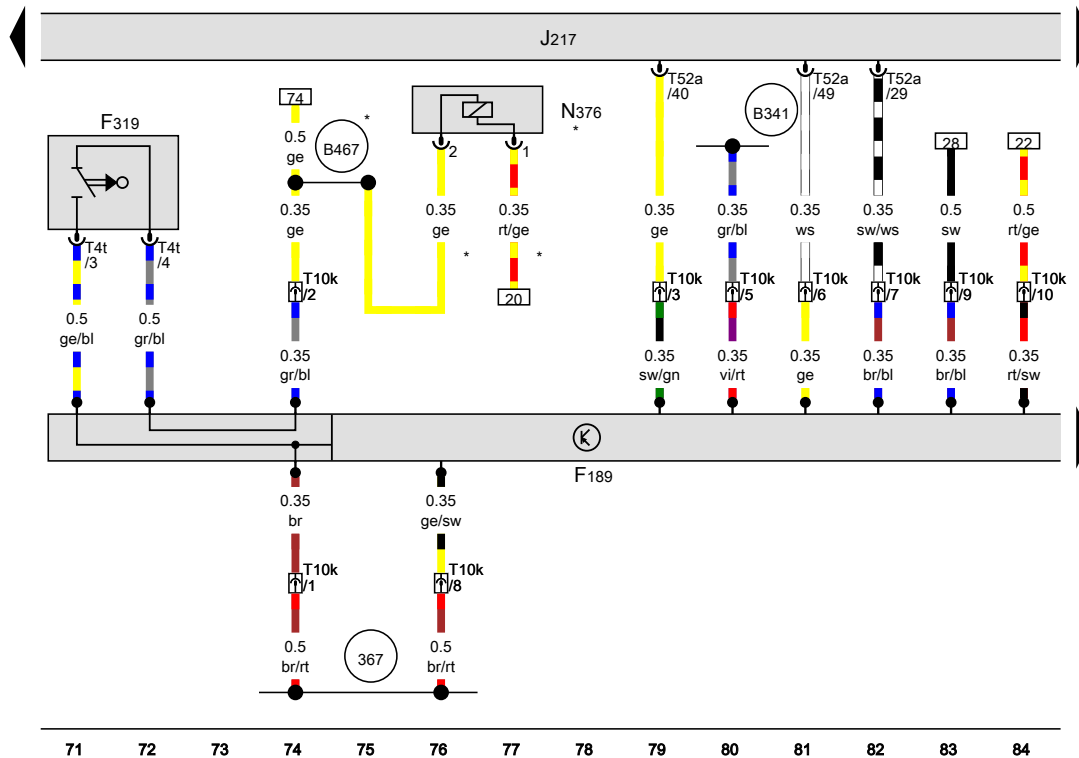 J217
T52a
/40
T52a
/49
T52a
/29
74
*
B467
N376
*
B341
F319
2
1
28
22
0.5
ge
0.35
ge
0.35
ge
0.35
rt/ge
0.35
ge
0.35
gr/bl
0.35
ws
0.35
sw/ws
0.5
sw
0.5
rt/ge
T4t
/3
T4t
/4
*
*
T10k
/2
20
T10k
/3
T10k
/5
T10k
/6
T10k
/7
T10k
/9
T10k
/10
0.5
ge/bl
0.5
gr/bl
0.35
gr/bl
0.35
sw/gn
0.35
vi/rt
0.35
ge
0.35
br/bl
0.35
br/bl
0.35
rt/sw
F189
0.35
br
0.35
ge/sw
T10k
/1
T10k
/8
0.5
br/rt
367
0.5
br/rt
71 72 73 74 75 76 77 78 79 80 81 82 83 84